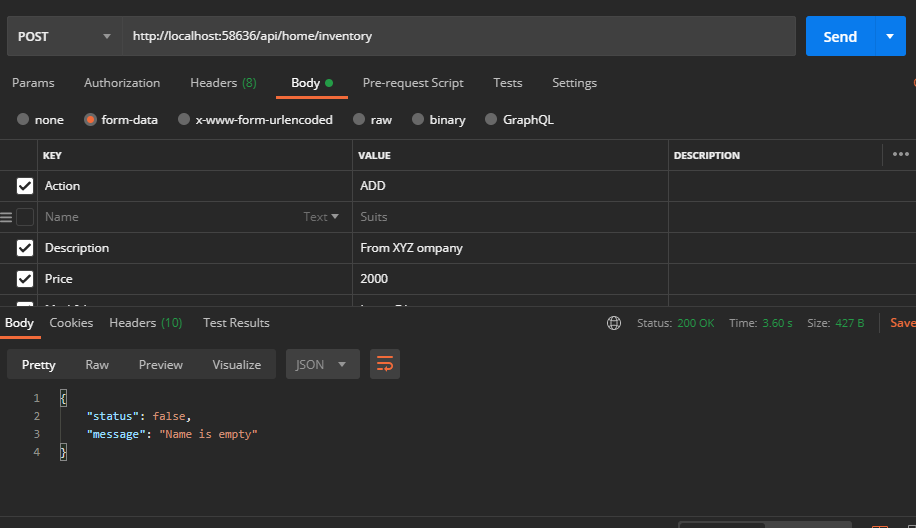 POST http://localhost:58636/api/home/inventory Send
Params Authorization Headers (8) Body Pre-request Script Tests Settings
none form-data x-www-form-urlencoded raw binary GraphQL
KEY VALUE DESCRIPTION
Action ADD
Name Text Suits
Description From XYZ ompany
Price 2000
Body Cookies Headers (10) Test Results Status: 200 OK Time: 3.60 s Size: 427 B Save
Pretty Raw Preview Visualize JSON
1 {
2 "status": false,
3 "message": "Name is empty"
4 }